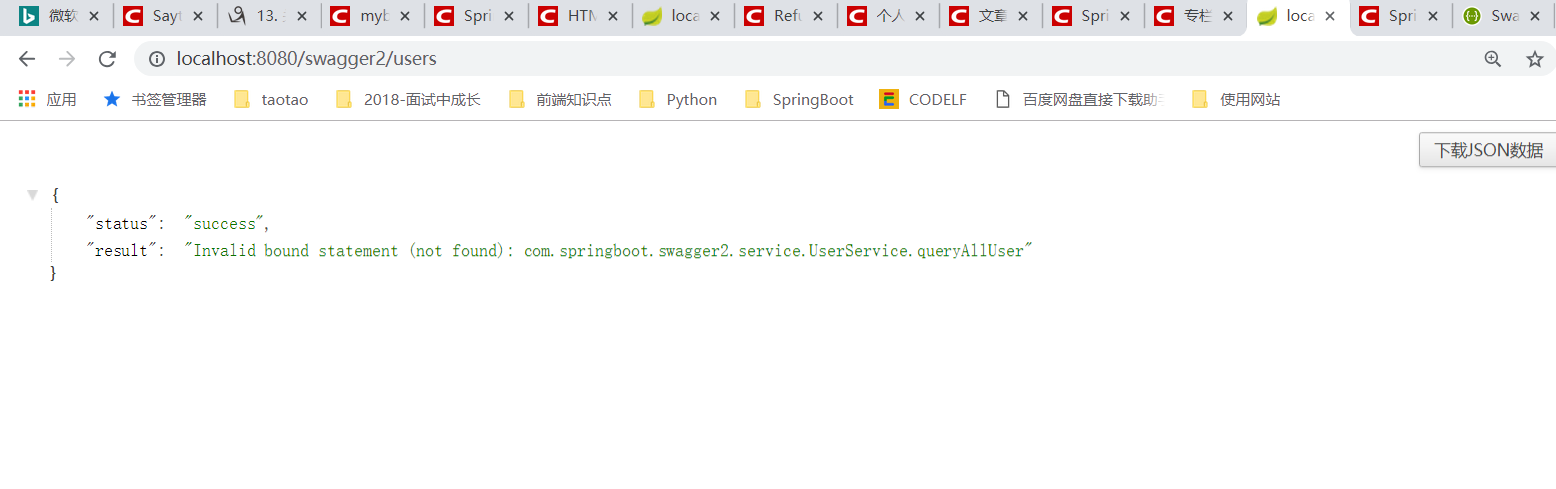 微软 Sayt 13. myb Spri HTM loca Refu 个人 文章 Spri 专栏 loca Spri Swa
localhost:8080/swagger2/users
应用 书签管理器 taotao 2018-面试中成长 前端知识点 Python SpringBoot CODELF 百度网盘直接下载助手 使用网站
下载JSON数据
{
"status": "success",
"result": "Invalid bound statement (not found): com.springboot.swagger2.service.UserService.queryAllUser"
}